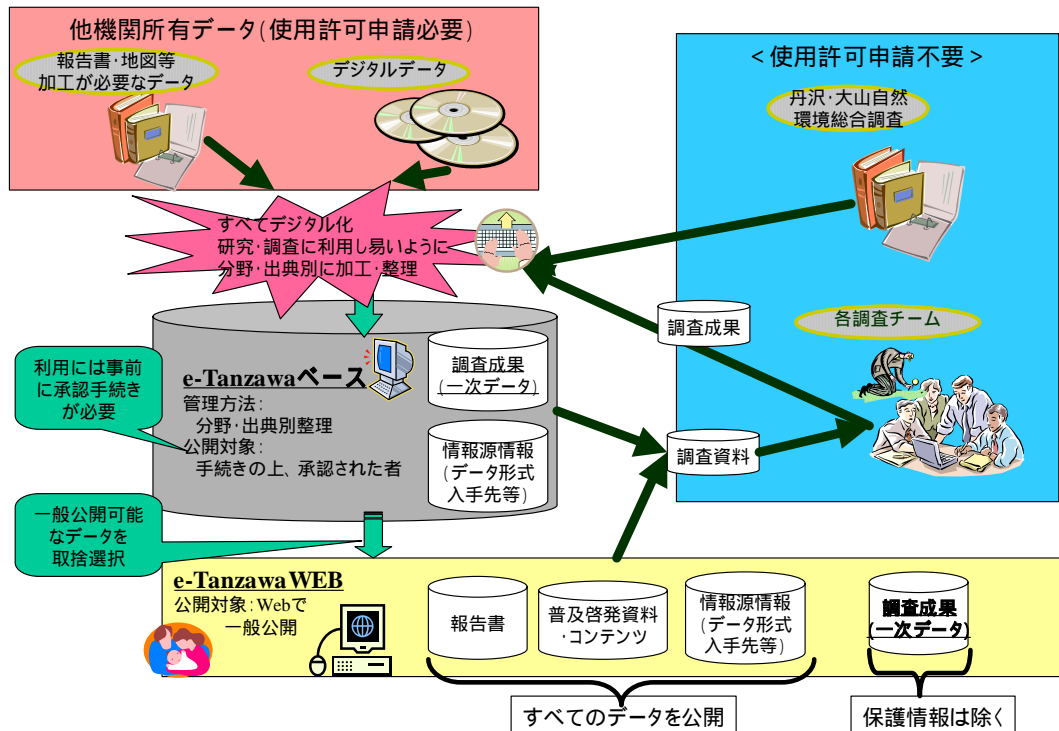 他機関所有データ(使用許可申請必要)
報告書・地図等
加工が必要なデータ
デジタルデータ
＜使用許可申請不要＞
丹沢・大山自然
環境総合調査
すべてデジタル化
研究・調査に利用し易いように
分野・出典別に加工・整理
調査成果
各調査チーム
利用には事前
に承認手続き
が必要
e-Tanzawaベース
管理方法：
分野・出典別整理
公開対象：
手続きの上、承認された者
調査成果
(一次データ)
情報源情報
(データ形式
入手先等)
調査資料
一般公開可能
なデータを
取捨選択
e-TanzawaWEB
公開対象：Webで
一般公開
報告書
普及啓発資料
・コンテンツ
情報源情報
(データ形式
入手先等)
調査成果
(一次データ)
すべてのデータを公開
保護情報は除く